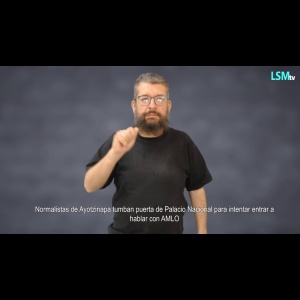 LSMtv
Normalistas de Ayotzinapa tumban puerta de Palacio Nacional para intentar entrar a
hablar con AMLO